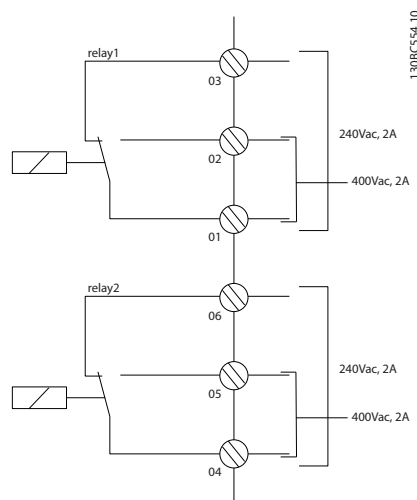 130BC554.10
relay1
03
240Vac, 2A
02
400Vac, 2A
01
relay2
06
240Vac, 2A
05
400Vac, 2A
04